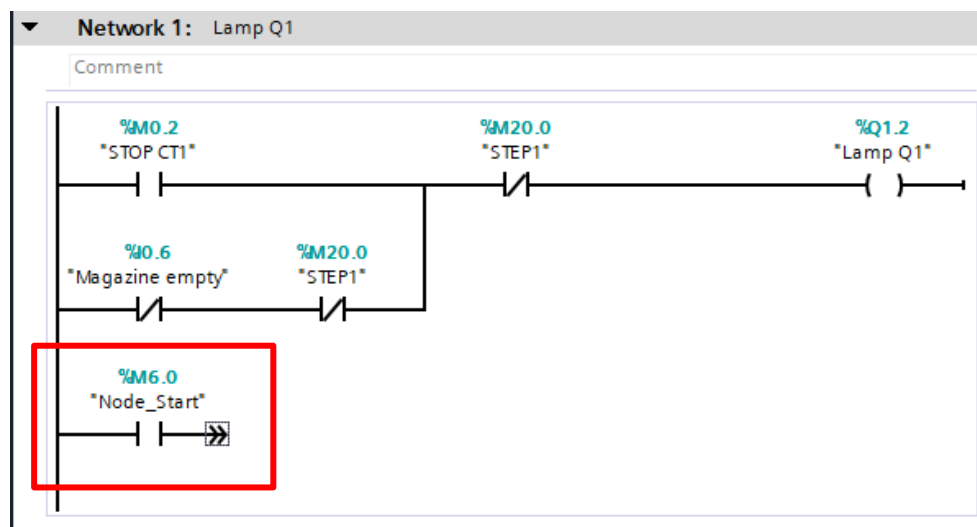 Network 1: Lamp Q1
Comment
%M0.2 %M20.0 %Q1.2
"STOP CT1" "STEP1" "Lamp Q1"
%I0.6 %M20.0
"Magazine empty" "STEP1"
%M6.0
"Node_Start"